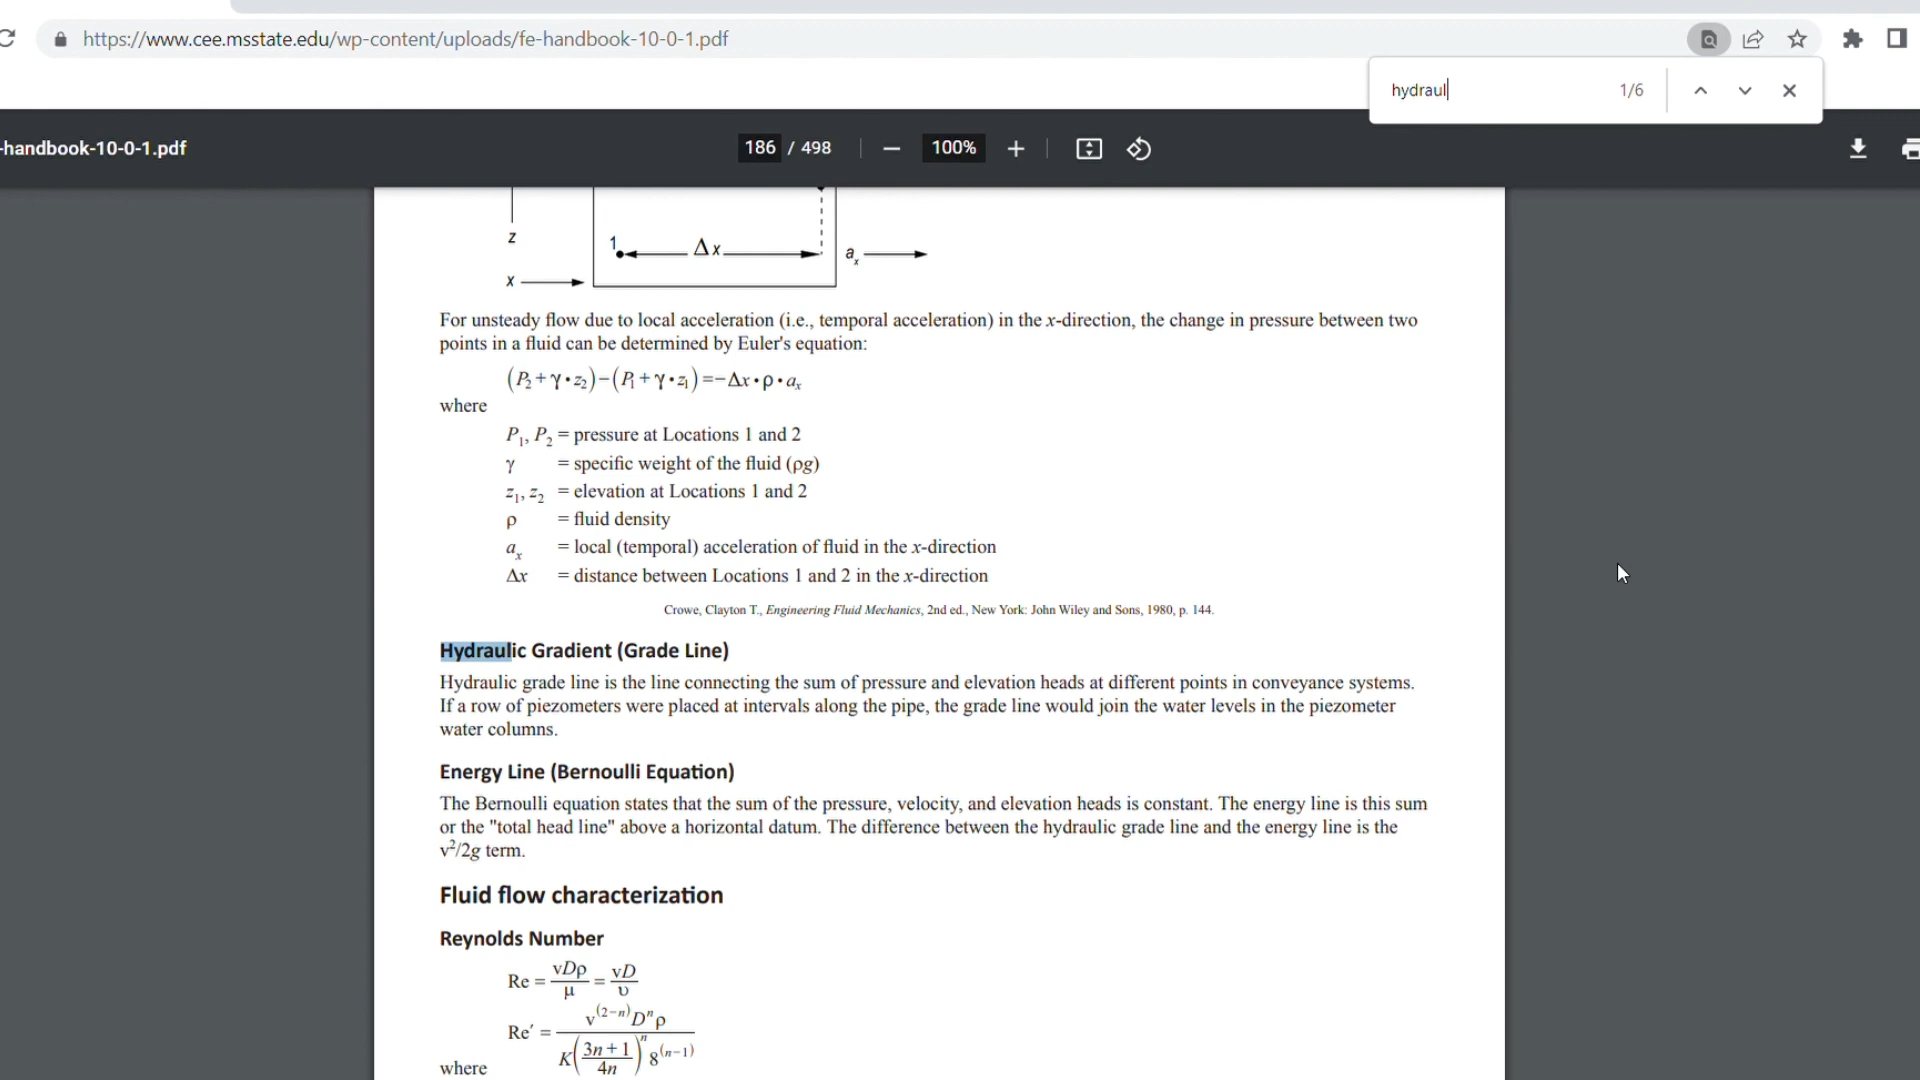 https://www.cee.msstate.edu/wp-content/uploads/fe-handbook-10-0-1.pdf
hydraul 1/6
-handbook-10-0-1.pdf 186 / 498 100%
z
1 Δx a_x
x
For unsteady flow due to local acceleration (i.e., temporal acceleration) in the x-direction, the change in pressure between two
points in a fluid can be determined by Euler's equation:
(P₂ + γ • z₂) − (P₁ + γ • z₁) = − Δx • ρ • a_x
where
P₁, P₂ = pressure at Locations 1 and 2
γ = specific weight of the fluid (ρg)
z₁, z₂ = elevation at Locations 1 and 2
ρ = fluid density
a_x = local (temporal) acceleration of fluid in the x-direction
Δx = distance between Locations 1 and 2 in the x-direction
Crowe, Clayton T., Engineering Fluid Mechanics, 2nd ed., New York: John Wiley and Sons, 1980, p. 144.
Hydraulic Gradient (Grade Line)
Hydraulic grade line is the line connecting the sum of pressure and elevation heads at different points in conveyance systems.
If a row of piezometers were placed at intervals along the pipe, the grade line would join the water levels in the piezometer
water columns.
Energy Line (Bernoulli Equation)
The Bernoulli equation states that the sum of the pressure, velocity, and elevation heads is constant. The energy line is this sum
or the "total head line" above a horizontal datum. The difference between the hydraulic grade line and the energy line is the
v²/2g term.
Fluid flow characterization
Reynolds Number
Re = vDρ/μ = vD/υ
Re′ = v^(2−n) D^n ρ / K((3n + 1)/4n)^n 8^(n−1)
where